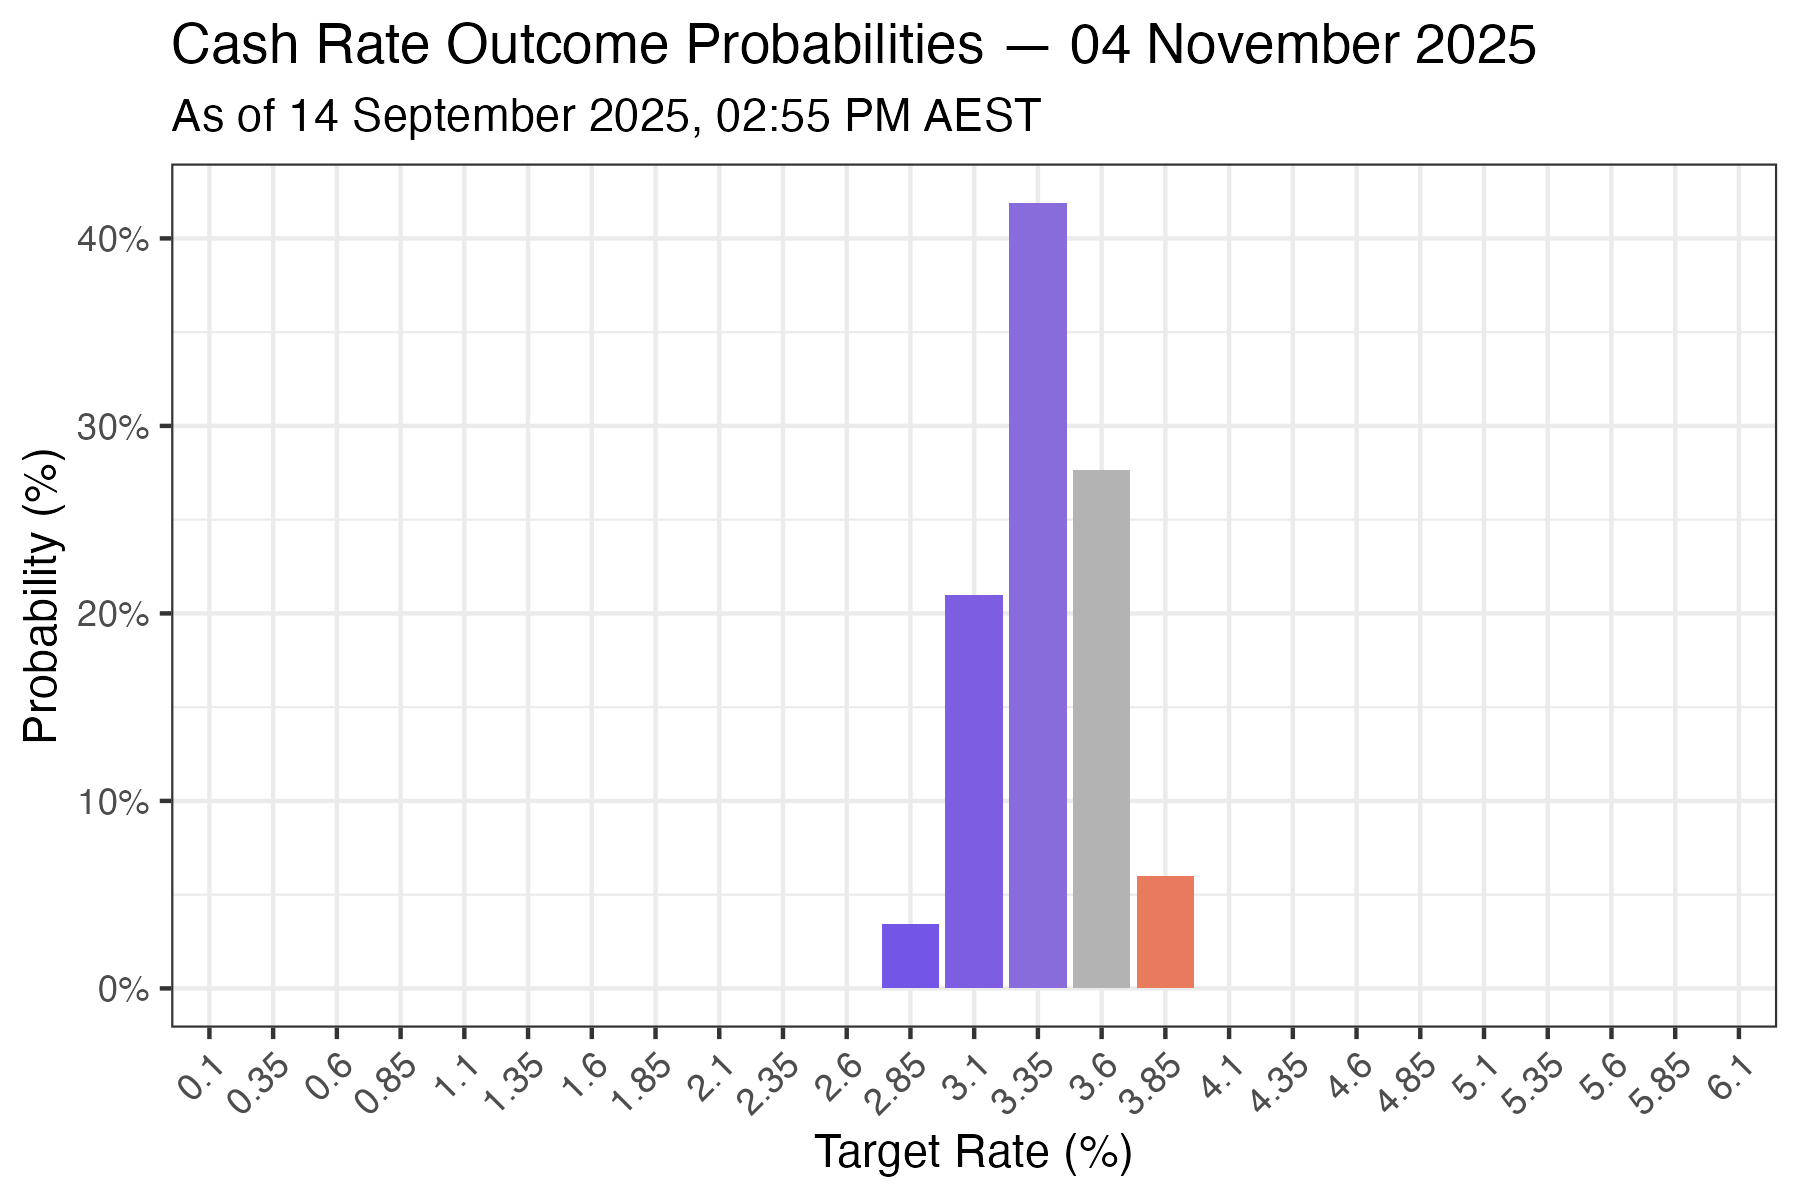 Cash Rate Outcome Probabilities — 04 November 2025
As of 14 September 2025, 02:55 PM AEST
Probability (%)
40%
30%
20%
10%
0%
0.1 0.35 0.6 0.85 1.1 1.35 1.6 1.85 2.1 2.35 2.6 2.85 3.1 3.35 3.6 3.85 4.1 4.35 4.6 4.85 5.1 5.35 5.6 5.85 6.1
Target Rate (%)